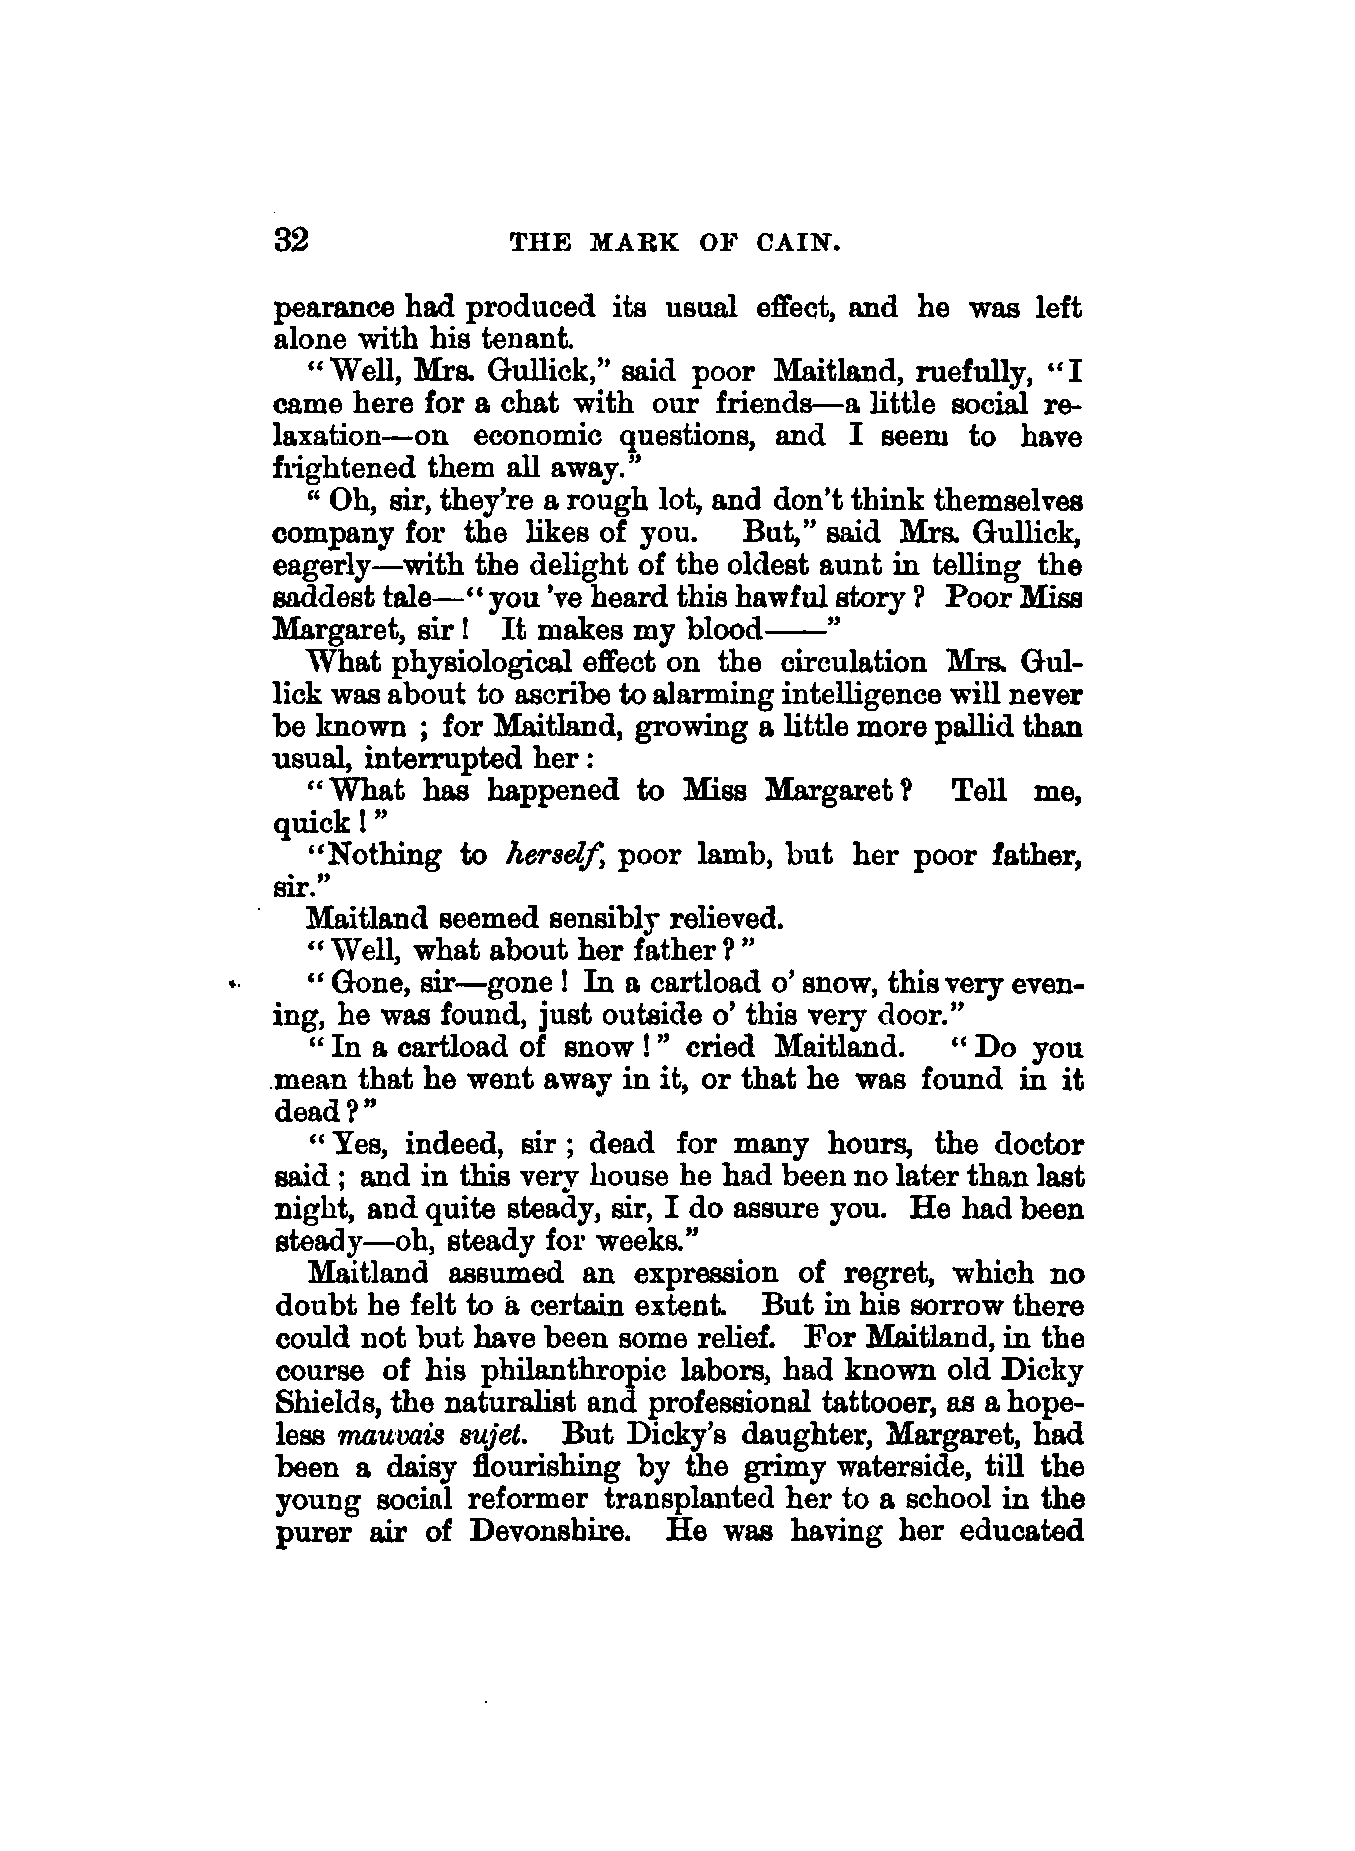 32 THE MARK OF CAIN.
pearance had produced its usual effect, and he was left
alone with his tenant.
“Well, Mrs. Gullick,” said poor Maitland, ruefully, “I
came here for a chat with our friends—a little social re-
laxation—on economic questions, and I seem to have
frightened them all away.”
“Oh, sir, they're a rough lot, and don't think themselves
company for the likes of you. But,” said Mrs. Gullick,
eagerly—with the delight of the oldest aunt in telling the
saddest tale—“you 've heard this hawful story? Poor Miss
Margaret, sir! It makes my blood——”
What physiological effect on the circulation Mrs. Gul-
lick was about to ascribe to alarming intelligence will never
be known; for Maitland, growing a little more pallid than
usual, interrupted her:
“What has happened to Miss Margaret? Tell me,
quick!”
“Nothing to herself, poor lamb, but her poor father,
sir.”
Maitland seemed sensibly relieved.
“Well, what about her father?”
“Gone, sir—gone! In a cartload o' snow, this very even-
ing, he was found, just outside o' this very door.”
“In a cartload of snow!” cried Maitland. “Do you
mean that he went away in it, or that he was found in it
dead?”
“Yes, indeed, sir; dead for many hours, the doctor
said; and in this very house he had been no later than last
night, and quite steady, sir, I do assure you. He had been
steady—oh, steady for weeks.”
Maitland assumed an expression of regret, which no
doubt he felt to a certain extent. But in his sorrow there
could not but have been some relief. For Maitland, in the
course of his philanthropic labors, had known old Dicky
Shields, the naturalist and professional tattooer, as a hope-
less mauvais sujet. But Dicky's daughter, Margaret, had
been a daisy flourishing by the grimy waterside, till the
young social reformer transplanted her to a school in the
purer air of Devonshire. He was having her educated